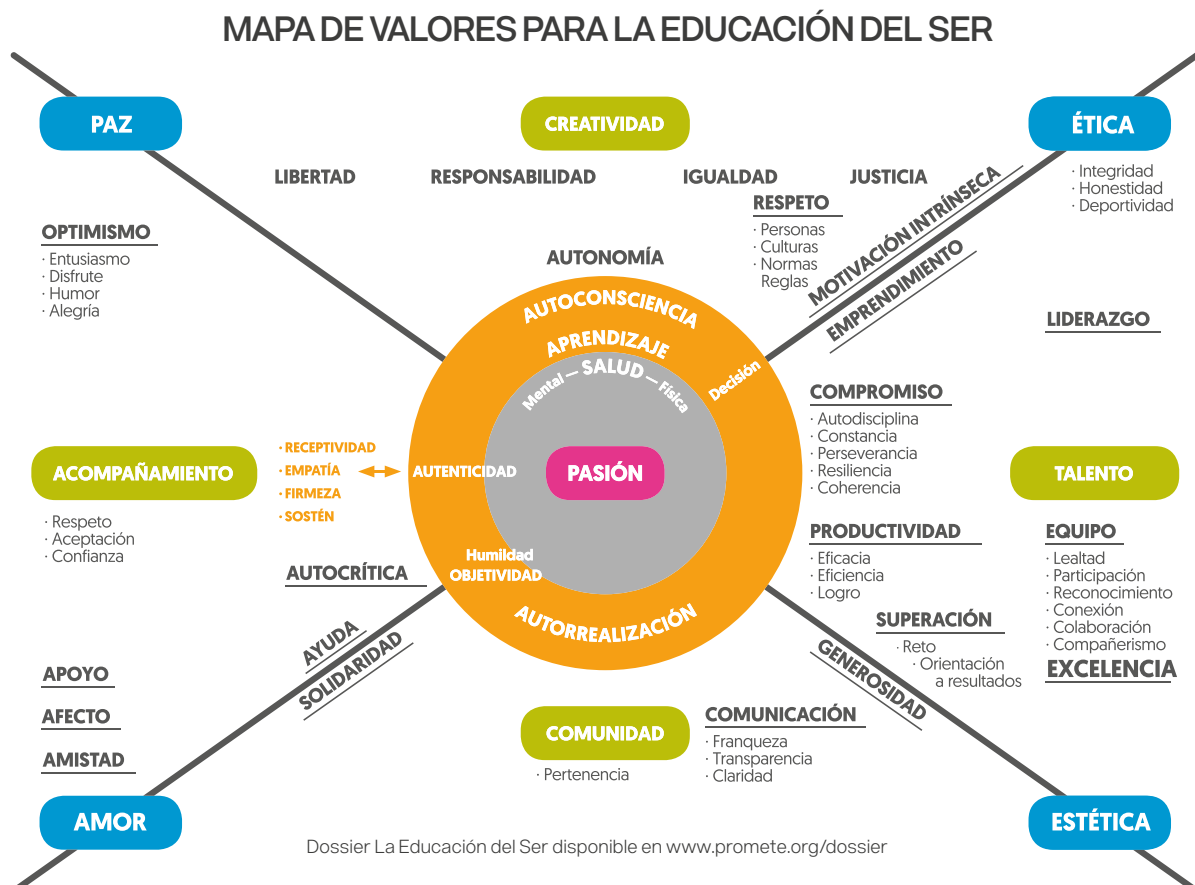 MAPA DE VALORES PARA LA EDUCACIÓN DEL SER
PAZ
CREATIVIDAD
ÉTICA
· Integridad
· Honestidad
· Deportividad
LIBERTAD
RESPONSABILIDAD
IGUALDAD
JUSTICIA
RESPETO
· Personas
· Culturas
· Normas
Reglas
MOTIVACIÓN INTRÍNSECA
EMPRENDIMIENTO
OPTIMISMO
· Entusiasmo
· Disfrute
· Humor
· Alegría
AUTONOMÍA
AUTOCONSCIENCIA
APRENDIZAJE
Mental — SALUD — Física
Decisión
LIDERAZGO
COMPROMISO
· Autodisciplina
· Constancia
· Perseverancia
· Resiliencia
· Coherencia
ACOMPAÑAMIENTO
· Respeto
· Aceptación
· Confianza
· RECEPTIVIDAD
· EMPATÍA
· FIRMEZA
· SOSTÉN
AUTENTICIDAD
PASIÓN
TALENTO
PRODUCTIVIDAD
· Eficacia
· Eficiencia
· Logro
EQUIPO
· Lealtad
· Participación
· Reconocimiento
· Conexión
· Colaboración
· Compañerismo
EXCELENCIA
Humildad
OBJETIVIDAD
AUTOCRÍTICA
AUTORREALIZACIÓN
SUPERACIÓN
· Reto
· Orientación
a resultados
AYUDA
SOLIDARIDAD
GENEROSIDAD
APOYO
AFECTO
AMISTAD
COMUNIDAD
· Pertenencia
COMUNICACIÓN
· Franqueza
· Transparencia
· Claridad
AMOR
ESTÉTICA
Dossier La Educación del Ser disponible en www.promete.org/dossier